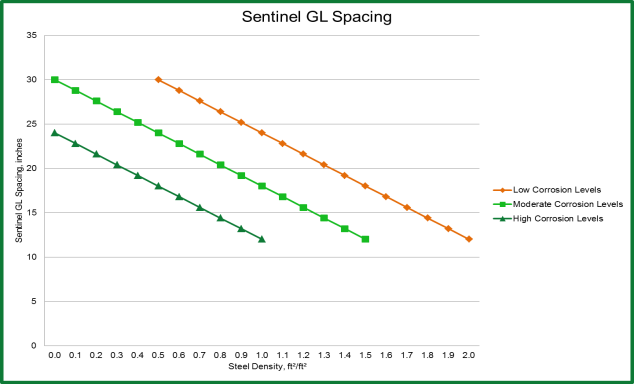 Sentinel GL Spacing
35
30
25
20
15
10
5
0
Sentinel GL Spacing, inches
0.0 0.1 0.2 0.3 0.4 0.5 0.6 0.7 0.8 0.9 1.0 1.1 1.2 1.3 1.4 1.5 1.6 1.7 1.8 1.9 2.0
Steel Density, ft²/ft²
Low Corrosion Levels
Moderate Corrosion Levels
High Corrosion Levels